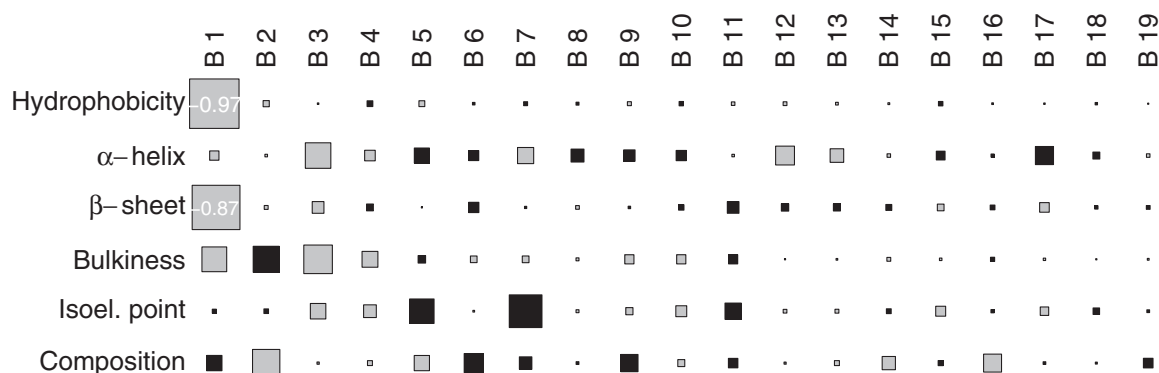 B 1 B 2 B 3 B 4 B 5 B 6 B 7 B 8 B 9 B 10 B 11 B 12 B 13 B 14 B 15 B 16 B 17 B 18 B 19
Hydrophobicity −0.97
α−helix
β−sheet −0.87
Bulkiness
Isoel. point
Composition